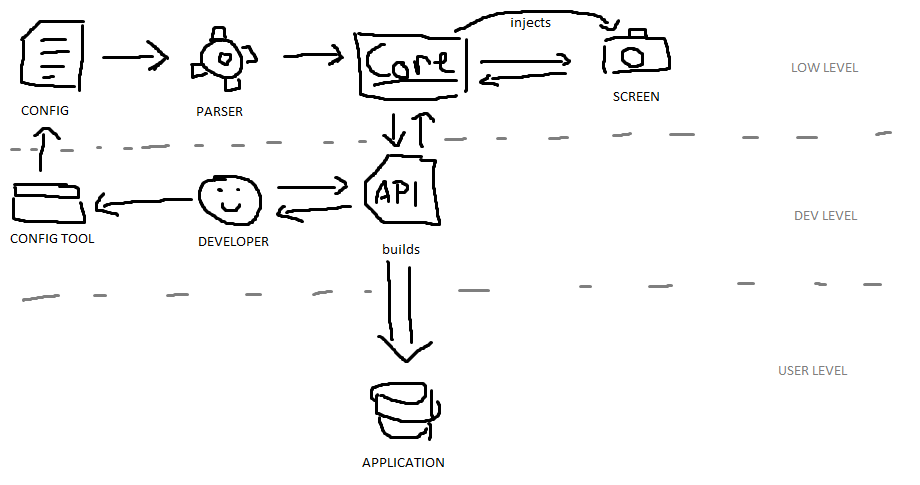 injects
Core
LOW LEVEL
CONFIG
PARSER
SCREEN
API
DEV LEVEL
CONFIG TOOL
DEVELOPER
builds
USER LEVEL
APPLICATION